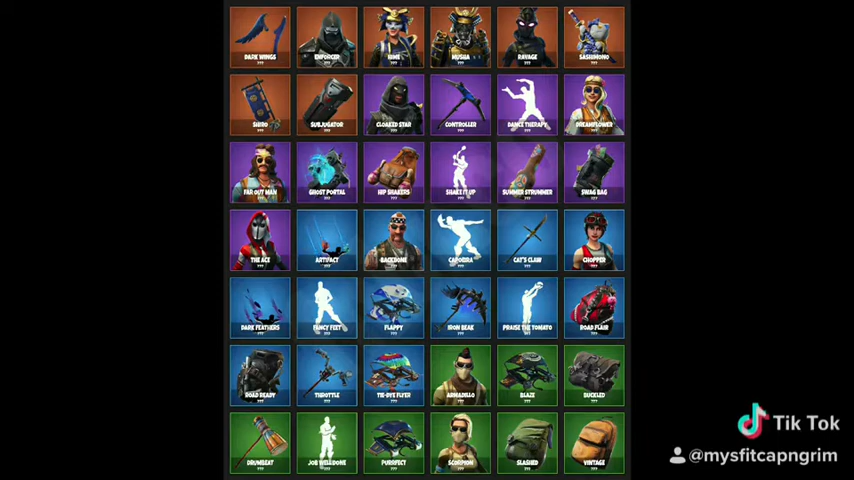 DARK WINGS
???
ENFORCER
???
HIME
???
MUSHA
???
RAVAGE
???
SASHIMONO
???
SHIRO
???
SUBJUGATOR
???
CLOAKED STAR
???
CONTROLLER
???
DANCE THERAPY
???
DREAMFLOWER
???
FAR OUT MAN
???
GHOST PORTAL
???
HIP SHAKERS
???
SHAKE IT UP
???
SUMMER STRUMMER
???
SWAG BAG
???
THE ACE
???
ARTIFACT
???
BACKBONE
???
CAPOEIRA
???
CAT'S CLAW
???
CHOPPER
???
DARK FEATHERS
???
FANCY FEET
???
FLAPPY
???
IRON BEAK
???
PRAISE THE TOMATO
???
ROAD FLAIR
???
ROAD READY
???
THROTTLE
???
TIE-DYE FLYER
???
ARMADILLO
???
BLAZE
???
BUCKLED
???
DRUMBEAT
???
JOB WELL DONE
???
PURRFECT
???
SCORPION
???
SLASHED
???
VINTAGE
???
Tik Tok
@mysfitcapngrim